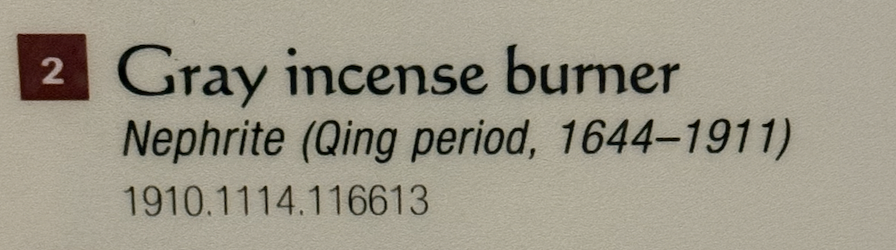 2 Gray incense burner
Nephrite (Qing period, 1644–1911)
1910.1114.116613